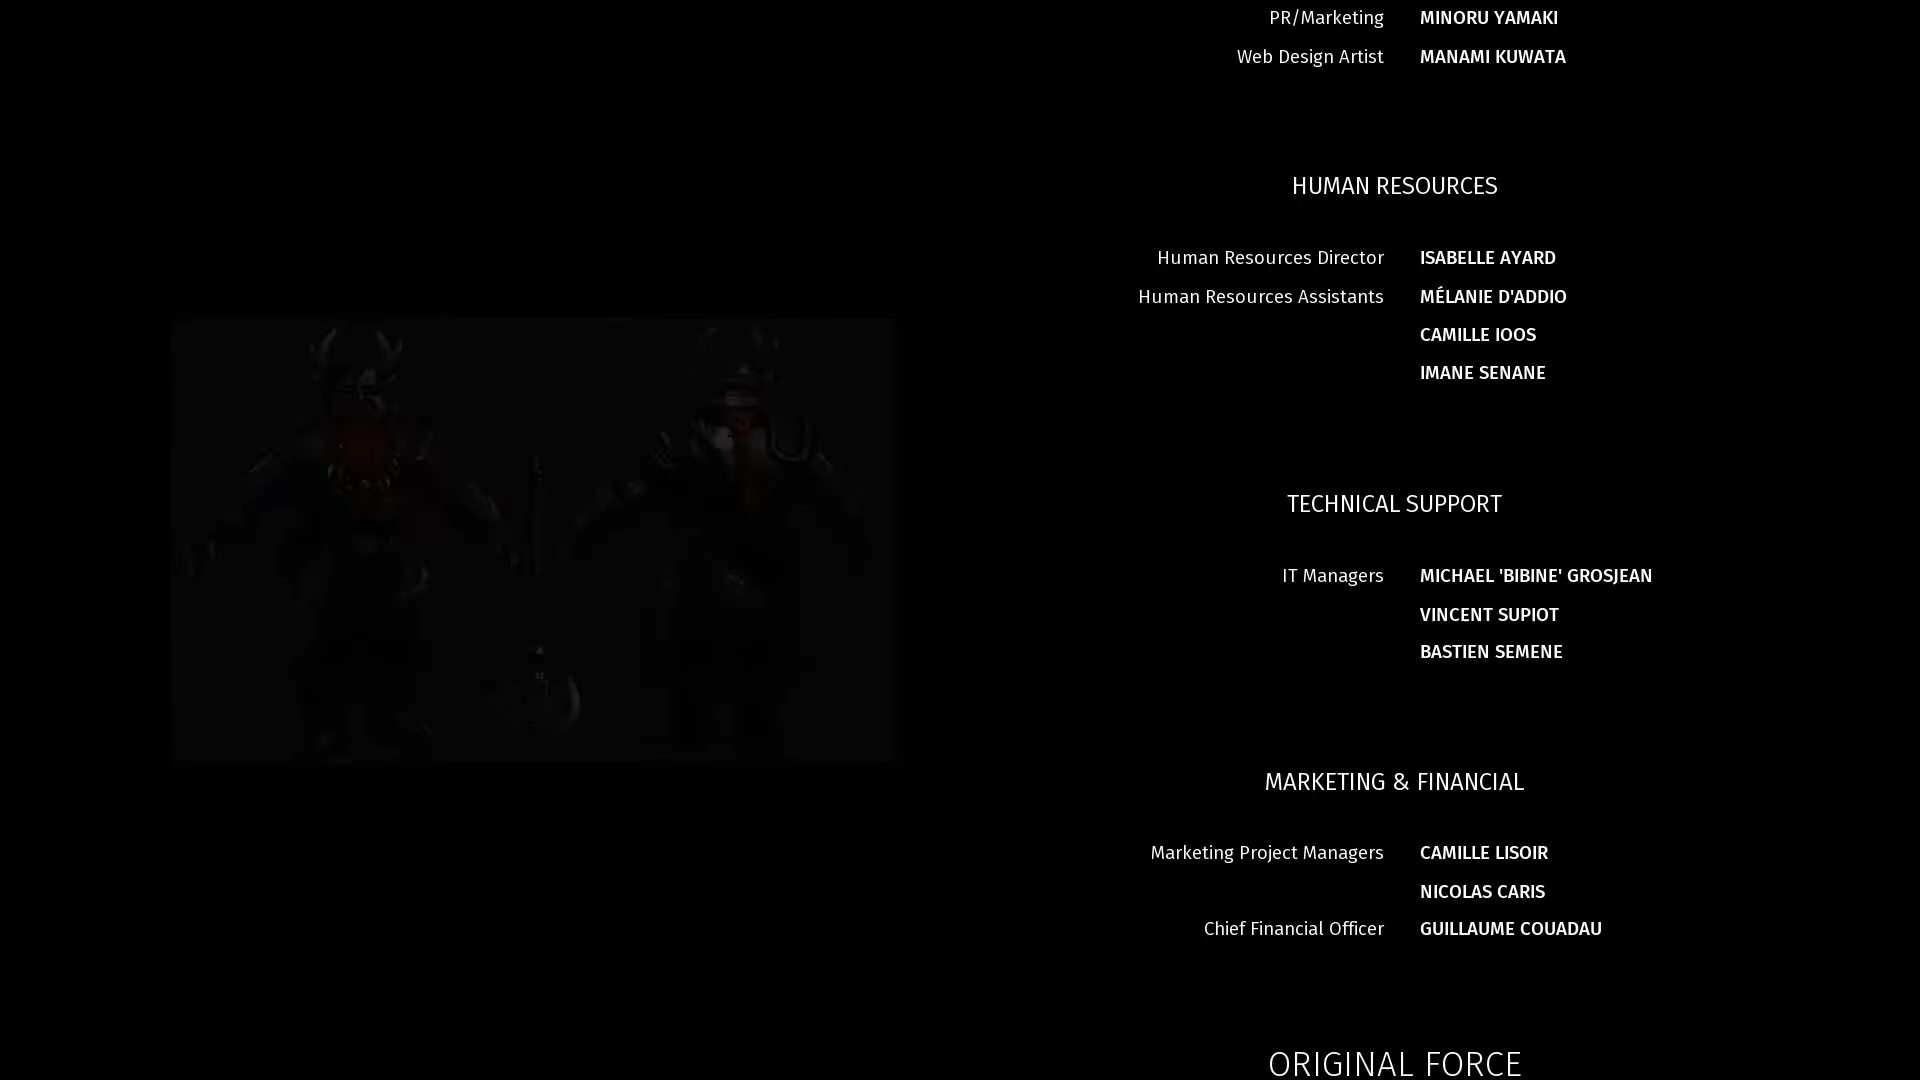 PR/Marketing MINORU YAMAKI
Web Design Artist MANAMI KUWATA
HUMAN RESOURCES
Human Resources Director ISABELLE AYARD
Human Resources Assistants MÉLANIE D'ADDIO
CAMILLE IOOS
IMANE SENANE
TECHNICAL SUPPORT
IT Managers MICHAEL 'BIBINE' GROSJEAN
VINCENT SUPIOT
BASTIEN SEMENE
MARKETING & FINANCIAL
Marketing Project Managers CAMILLE LISOIR
NICOLAS CARIS
Chief Financial Officer GUILLAUME COUADAU
ORIGINAL FORCE